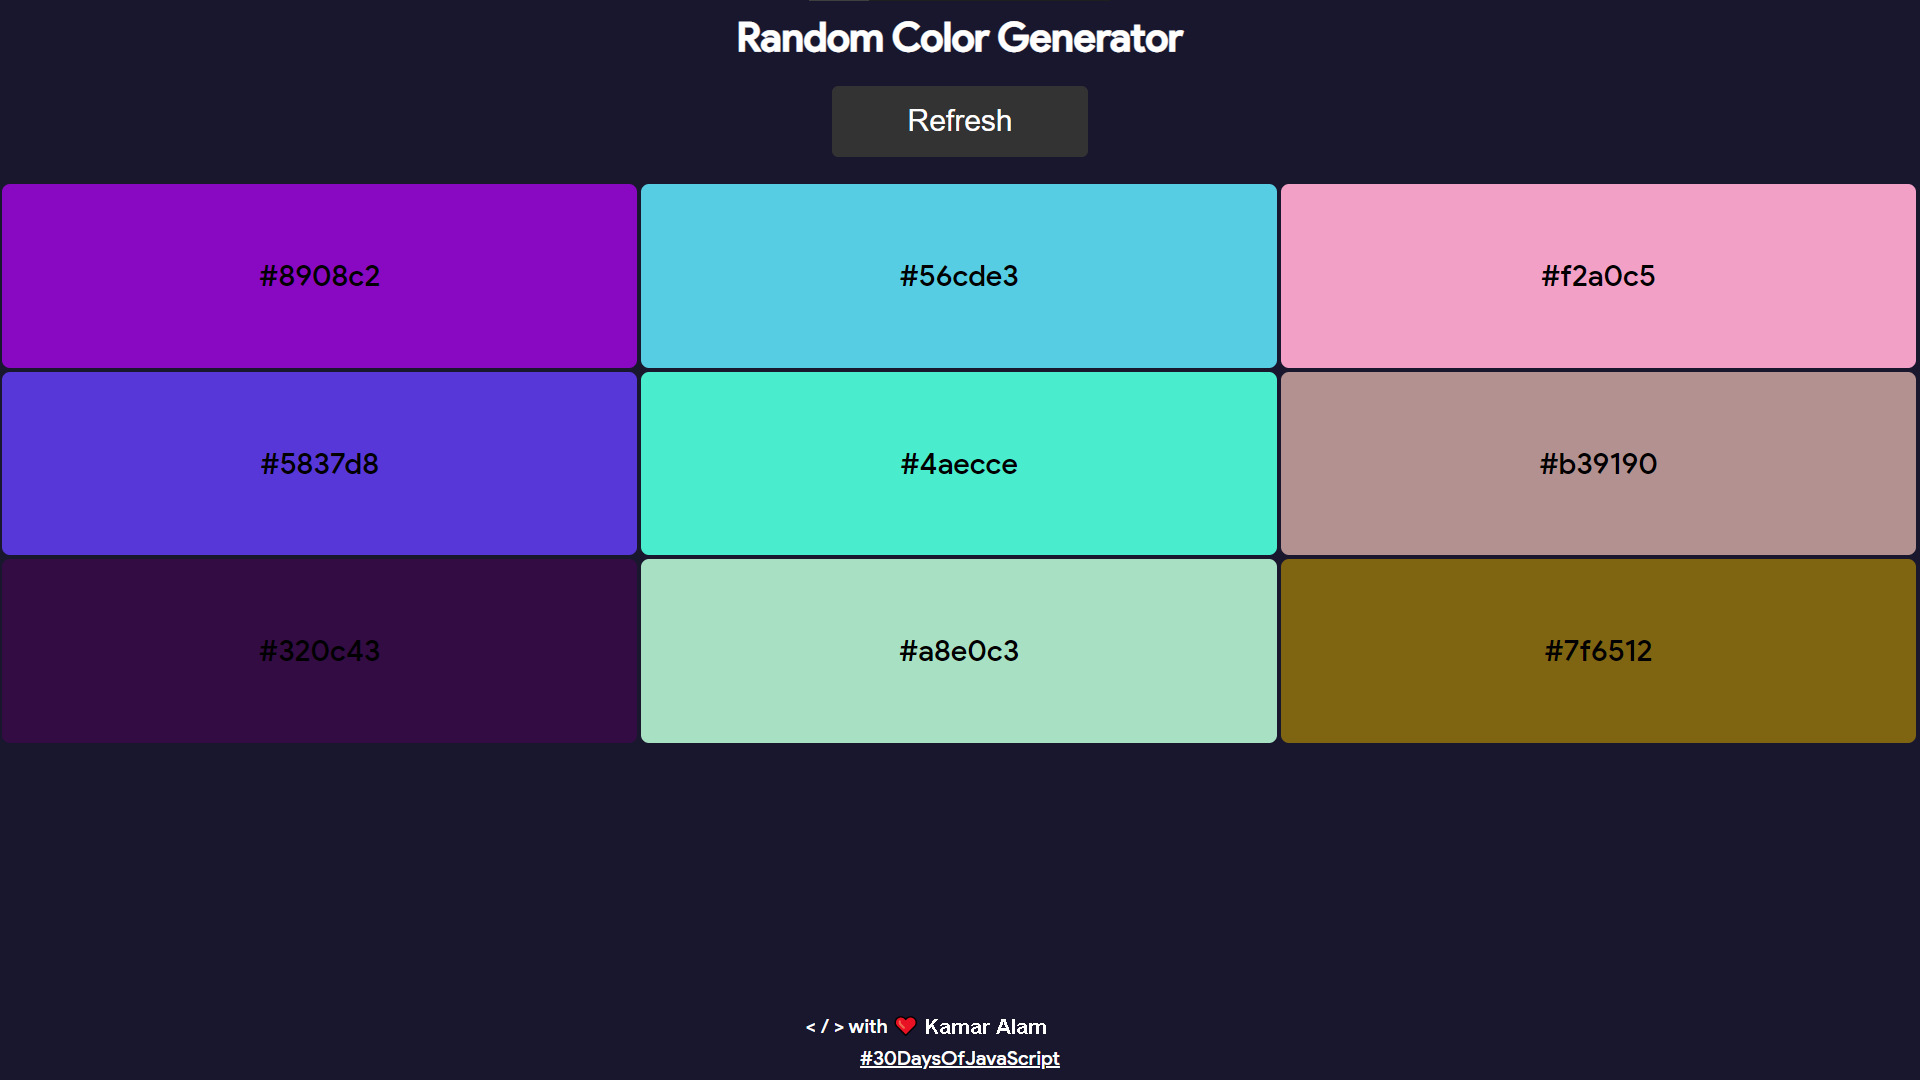 Random Color Generator
Refresh
#8908c2
#56cde3
#f2a0c5
#5837d8
#4aecce
#b39190
#320c43
#a8e0c3
#7f6512
< / > with ❤️ Kamar Alam
#30DaysOfJavaScript